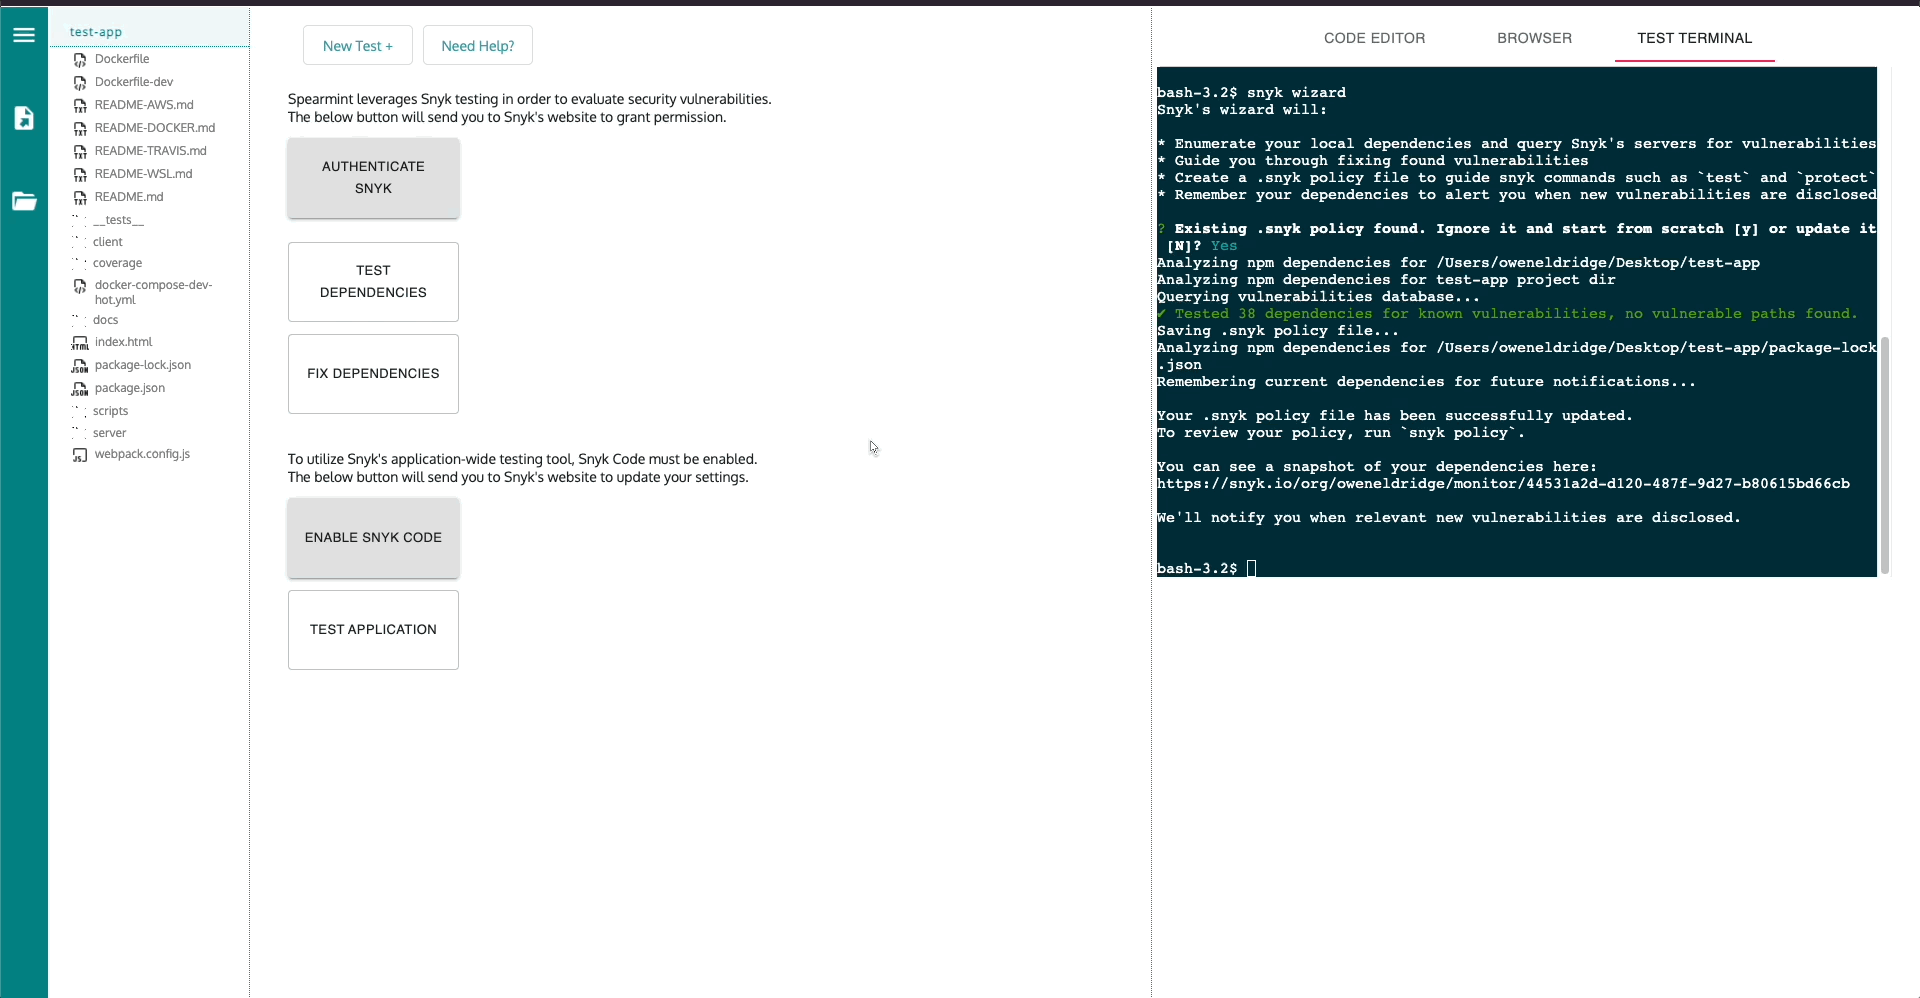 test-app
Dockerfile
Dockerfile-dev
README-AWS.md
README-DOCKER.md
README-TRAVIS.md
README-WSL.md
README.md
__tests__
client
coverage
docker-compose-dev-
hot.yml
docs
index.html
package-lock.json
package.json
scripts
server
webpack.config.js
New Test +
Need Help?
Spearmint leverages Snyk testing in order to evaluate security vulnerabilities.
The below button will send you to Snyk's website to grant permission.
AUTHENTICATE
SNYK
TEST
DEPENDENCIES
FIX DEPENDENCIES
To utilize Snyk's application-wide testing tool, Snyk Code must be enabled.
The below button will send you to Snyk's website to update your settings.
ENABLE SNYK CODE
TEST APPLICATION
CODE EDITOR
BROWSER
TEST TERMINAL
bash-3.2$ snyk wizard
Snyk's wizard will:
* Enumerate your local dependencies and query Snyk's servers for vulnerabilities
* Guide you through fixing found vulnerabilities
* Create a .snyk policy file to guide snyk commands such as `test` and `protect`
* Remember your dependencies to alert you when new vulnerabilities are disclosed
? Existing .snyk policy found. Ignore it and start from scratch [y] or update it
[N]? Yes
Analyzing npm dependencies for /Users/oweneldridge/Desktop/test-app
Analyzing npm dependencies for test-app project dir
Querying vulnerabilities database...
✔ Tested 38 dependencies for known vulnerabilities, no vulnerable paths found.
Saving .snyk policy file...
Analyzing npm dependencies for /Users/oweneldridge/Desktop/test-app/package-lock
.json
Remembering current dependencies for future notifications...
Your .snyk policy file has been successfully updated.
To review your policy, run `snyk policy`.
You can see a snapshot of your dependencies here:
https://snyk.io/org/oweneldridge/monitor/44531a2d-d120-487f-9d27-b80615bd66cb
We'll notify you when relevant new vulnerabilities are disclosed.
bash-3.2$